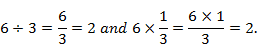 6 ÷ 3 = 6/3 = 2 and 6 × 1/3 = (6 × 1)/3 = 2.